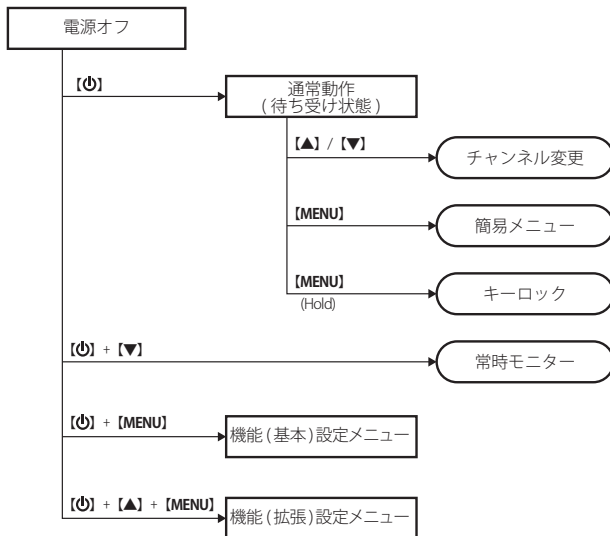 電源オフ
【⏻】
通常動作
(待ち受け状態)
【▲】 / 【▼】
チャンネル変更
【MENU】
簡易メニュー
【MENU】
(Hold)
キーロック
【⏻】 + 【▼】
常時モニター
【⏻】 + 【MENU】
機能(基本)設定メニュー
【⏻】 + 【▲】 + 【MENU】
機能(拡張)設定メニュー